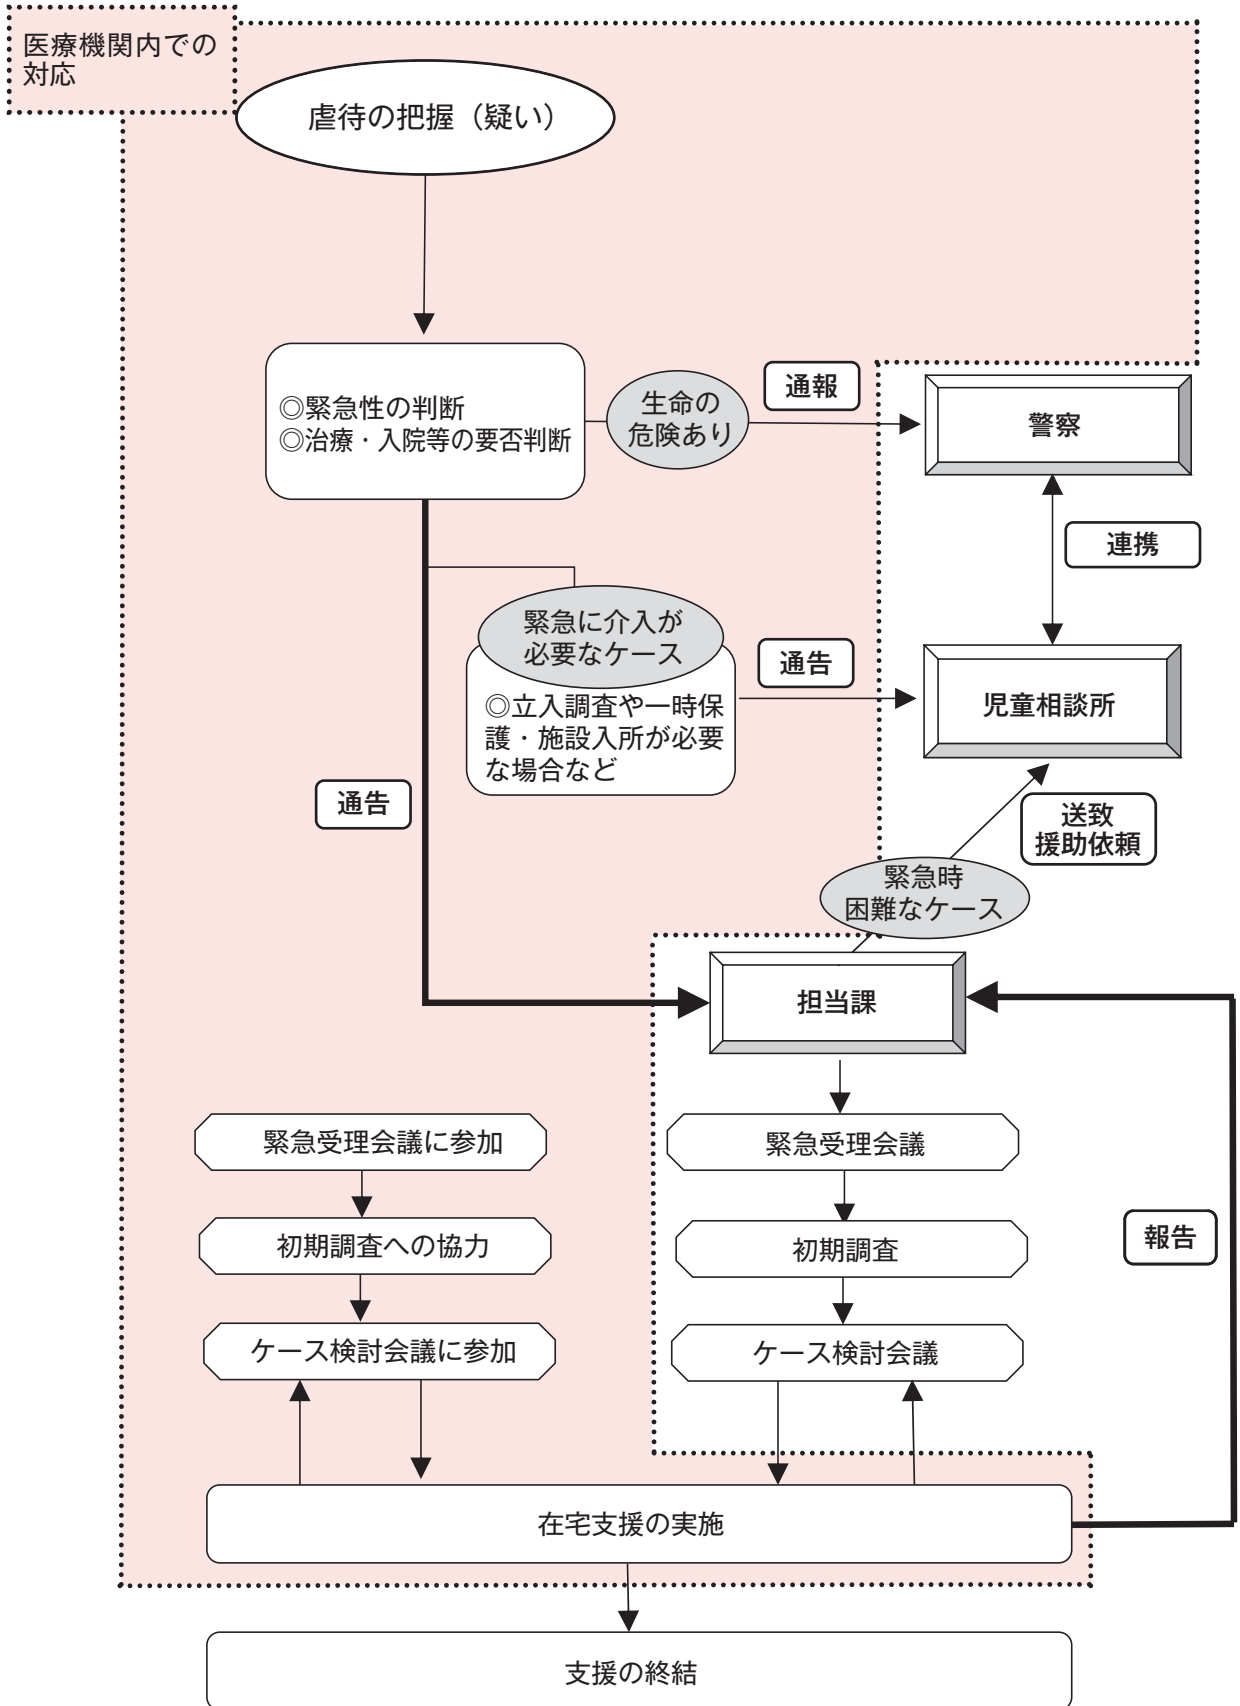 医療機関内での
対応
虐待の把握（疑い）
◎緊急性の判断
◎治療・入院等の要否判断
生命の
危険あり
通報
警察
連携
緊急に介入が
必要なケース
◎立入調査や一時保
護・施設入所が必要
な場合など
通告
児童相談所
通告
送致
援助依頼
緊急時
困難なケース
担当課
緊急受理会議に参加
緊急受理会議
初期調査への協力
初期調査
報告
ケース検討会議に参加
ケース検討会議
在宅支援の実施
支援の終結